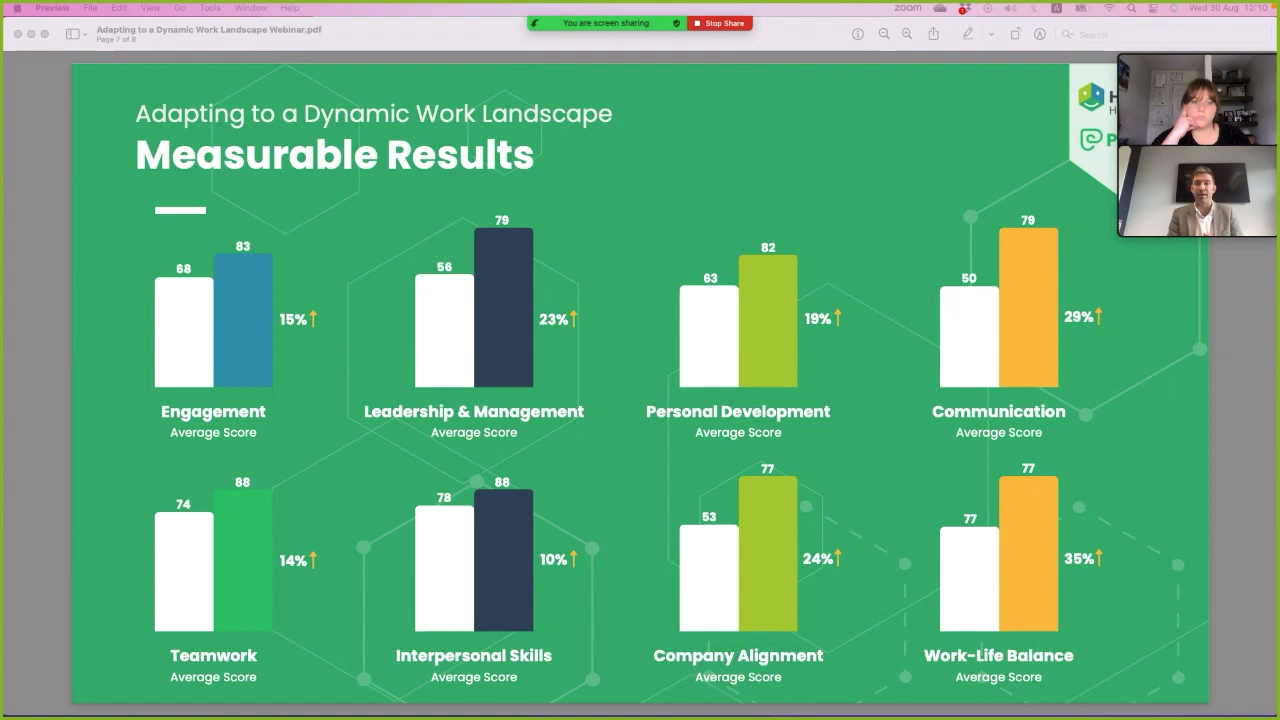 Preview File Edit View Go Tools Window Help
zoom
1
A
Wed 30 Aug 12:10
You are screen sharing
Stop Share
Adapting to a Dynamic Work Landscape Webinar.pdf
Page 7 of 8
Search
Adapting to a Dynamic Work Landscape
Measurable Results
68
83
15%
Engagement
Average Score
56
79
23%
Leadership & Management
Average Score
63
82
19%
Personal Development
Average Score
50
79
29%
Communication
Average Score
74
88
14%
Teamwork
Average Score
78
88
10%
Interpersonal Skills
Average Score
53
77
24%
Company Alignment
Average Score
77
77
35%
Work-Life Balance
Average Score